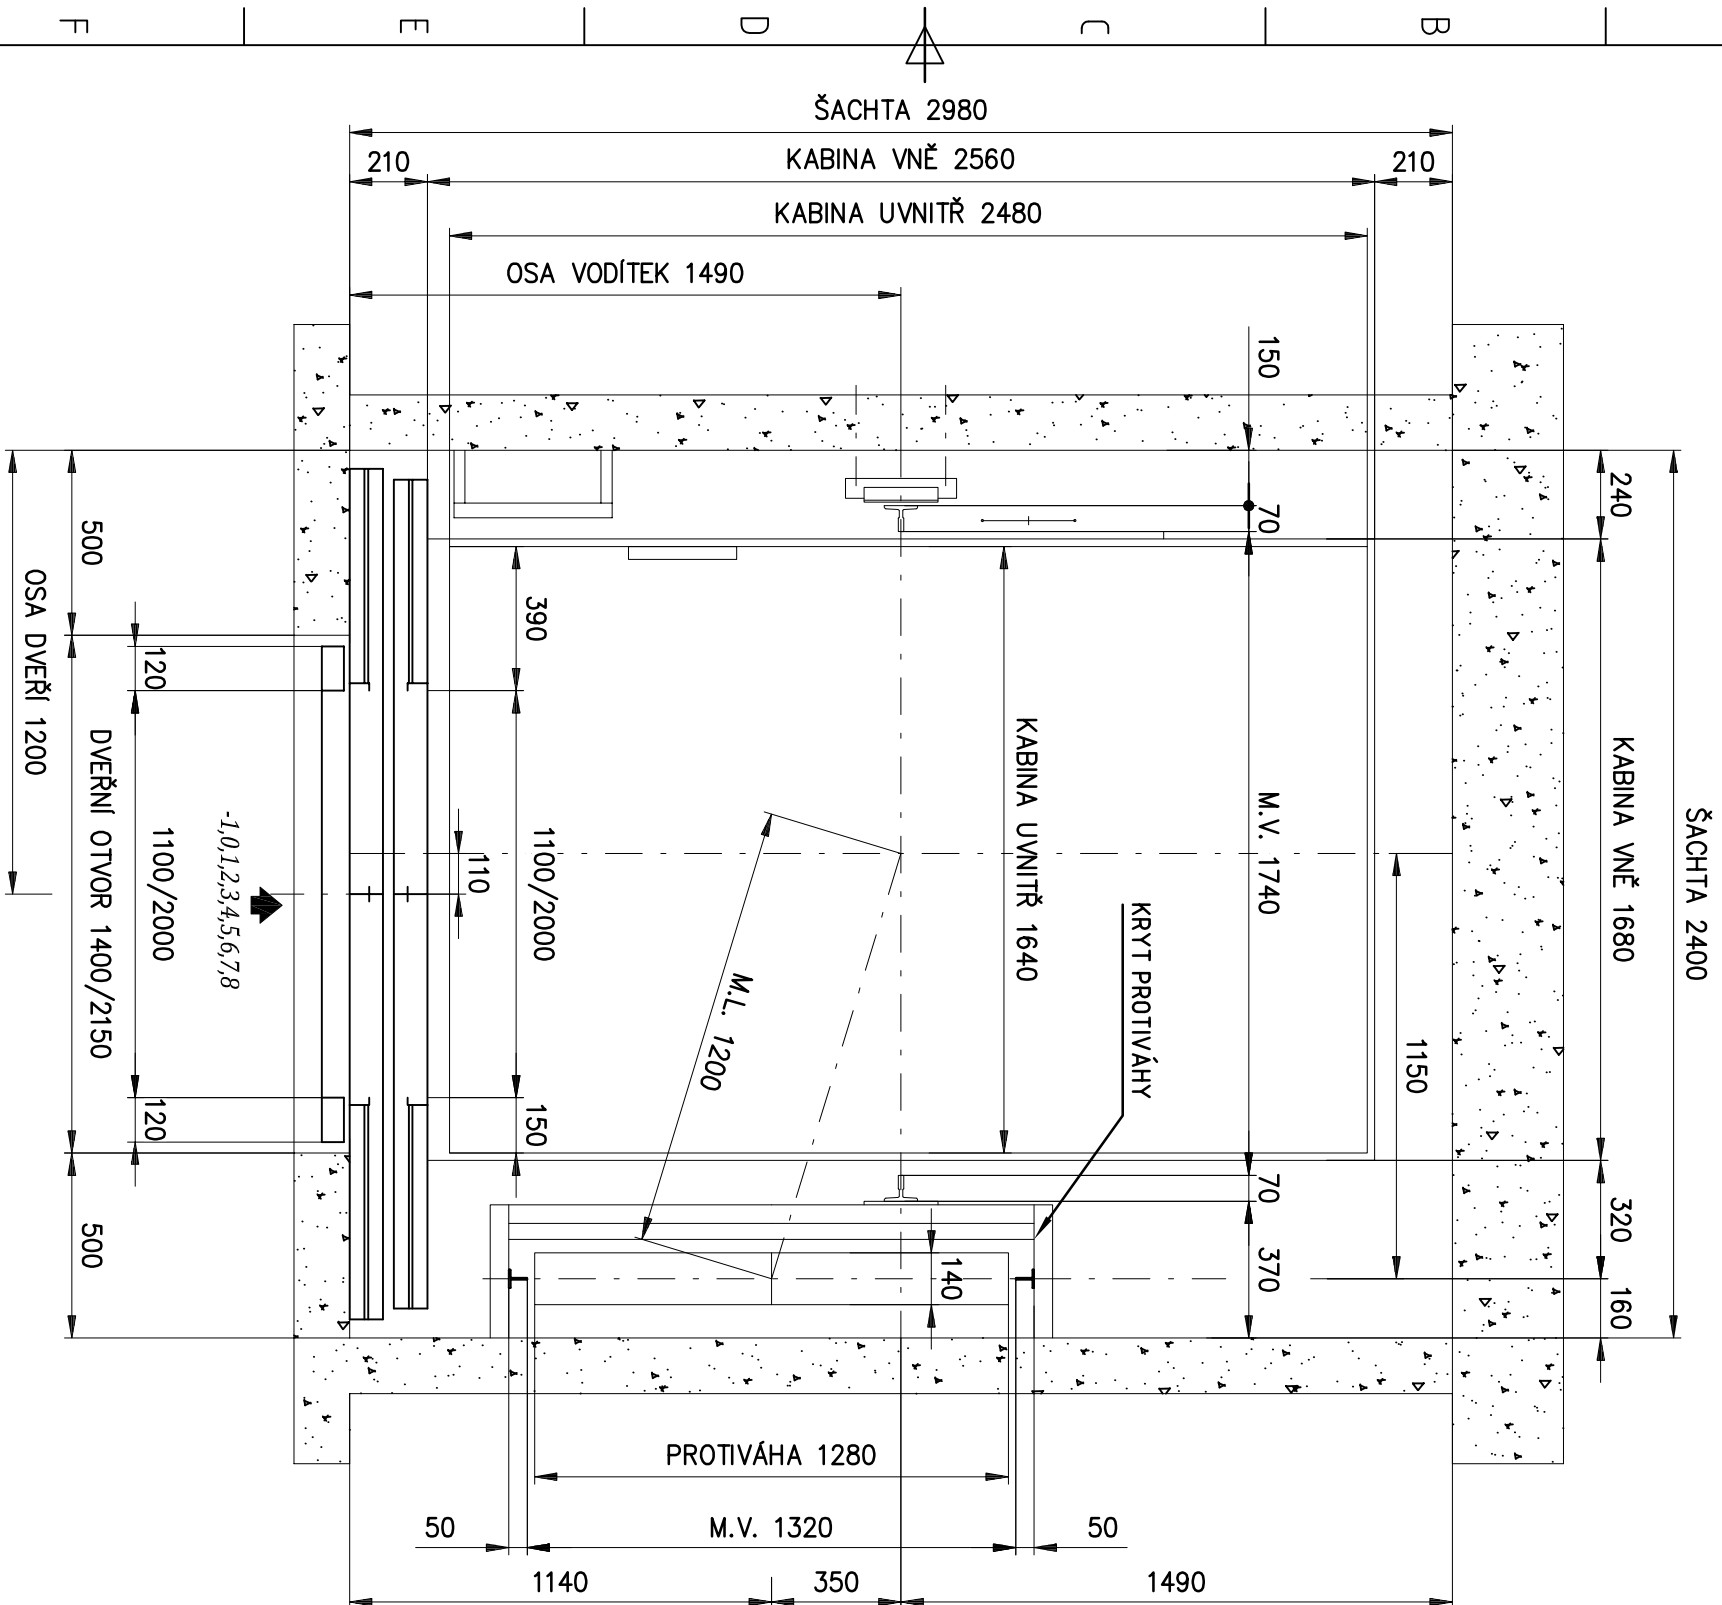 F
E
D
C
B
ŠACHTA 2980
210
KABINA VNĚ 2560
210
KABINA UVNITŘ 2480
OSA VODÍTEK 1490
150
70
240
KABINA VNĚ 1680
ŠACHTA 2400
320
160
M.V. 1740
1150
70
370
KABINA UVNITŘ 1640
KRYT PROTIVÁHY
M.L. 1200
140
390
1100/2000
150
110
-1,0,1,2,3,4,5,6,7,8
120
1100/2000
120
500
DVEŘNÍ OTVOR 1400/2150
500
OSA DVEŘÍ 1200
PROTIVÁHA 1280
50
M.V. 1320
50
1140
350
1490